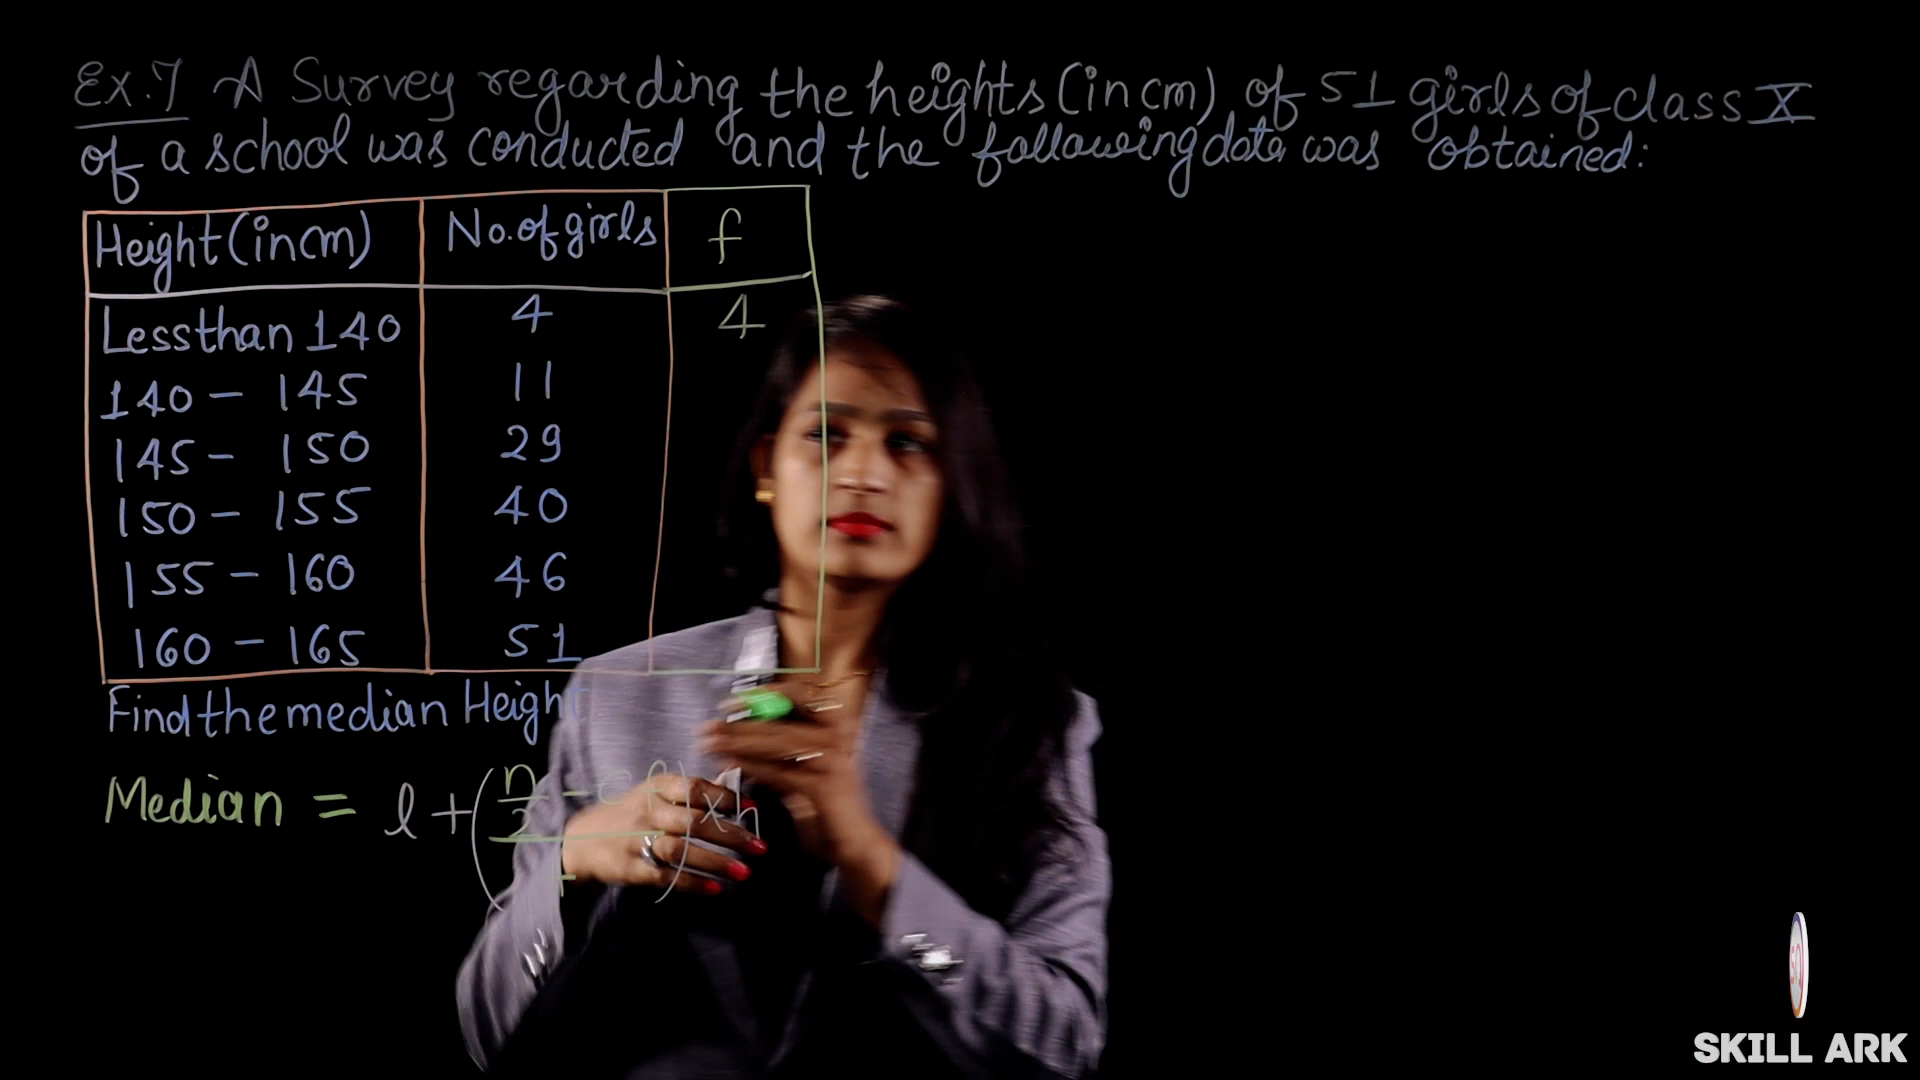 Ex.7 A Survey regarding the heights (in cm) of 51 girls of class X
of a school was conducted and the following data was obtained:
Height (in cm) No. of girls f
Less than 140 4 4
140 - 145 11
145 - 150 29
150 - 155 40
155 - 160 46
160 - 165 51
Find the median Height
Median = l + (n/2 - cf / f) x h
SKILL ARK